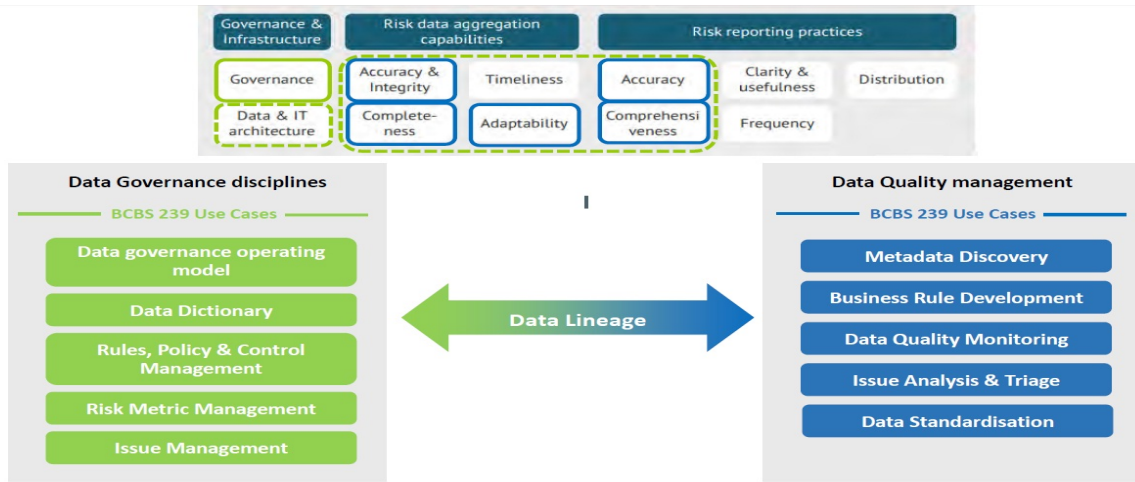 Governance &
Infrastructure
Risk data aggregation
capabilities
Risk reporting practices
Governance
Accuracy &
Integrity
Timeliness
Accuracy
Clarity &
usefulness
Distribution
Data & IT
architecture
Complete-
ness
Adaptability
Comprehensi
veness
Frequency
Data Governance disciplines
BCBS 239 Use Cases
Data governance operating
model
Data Dictionary
Rules, Policy & Control
Management
Risk Metric Management
Issue Management
Data Lineage
Data Quality management
BCBS 239 Use Cases
Metadata Discovery
Business Rule Development
Data Quality Monitoring
Issue Analysis & Triage
Data Standardisation